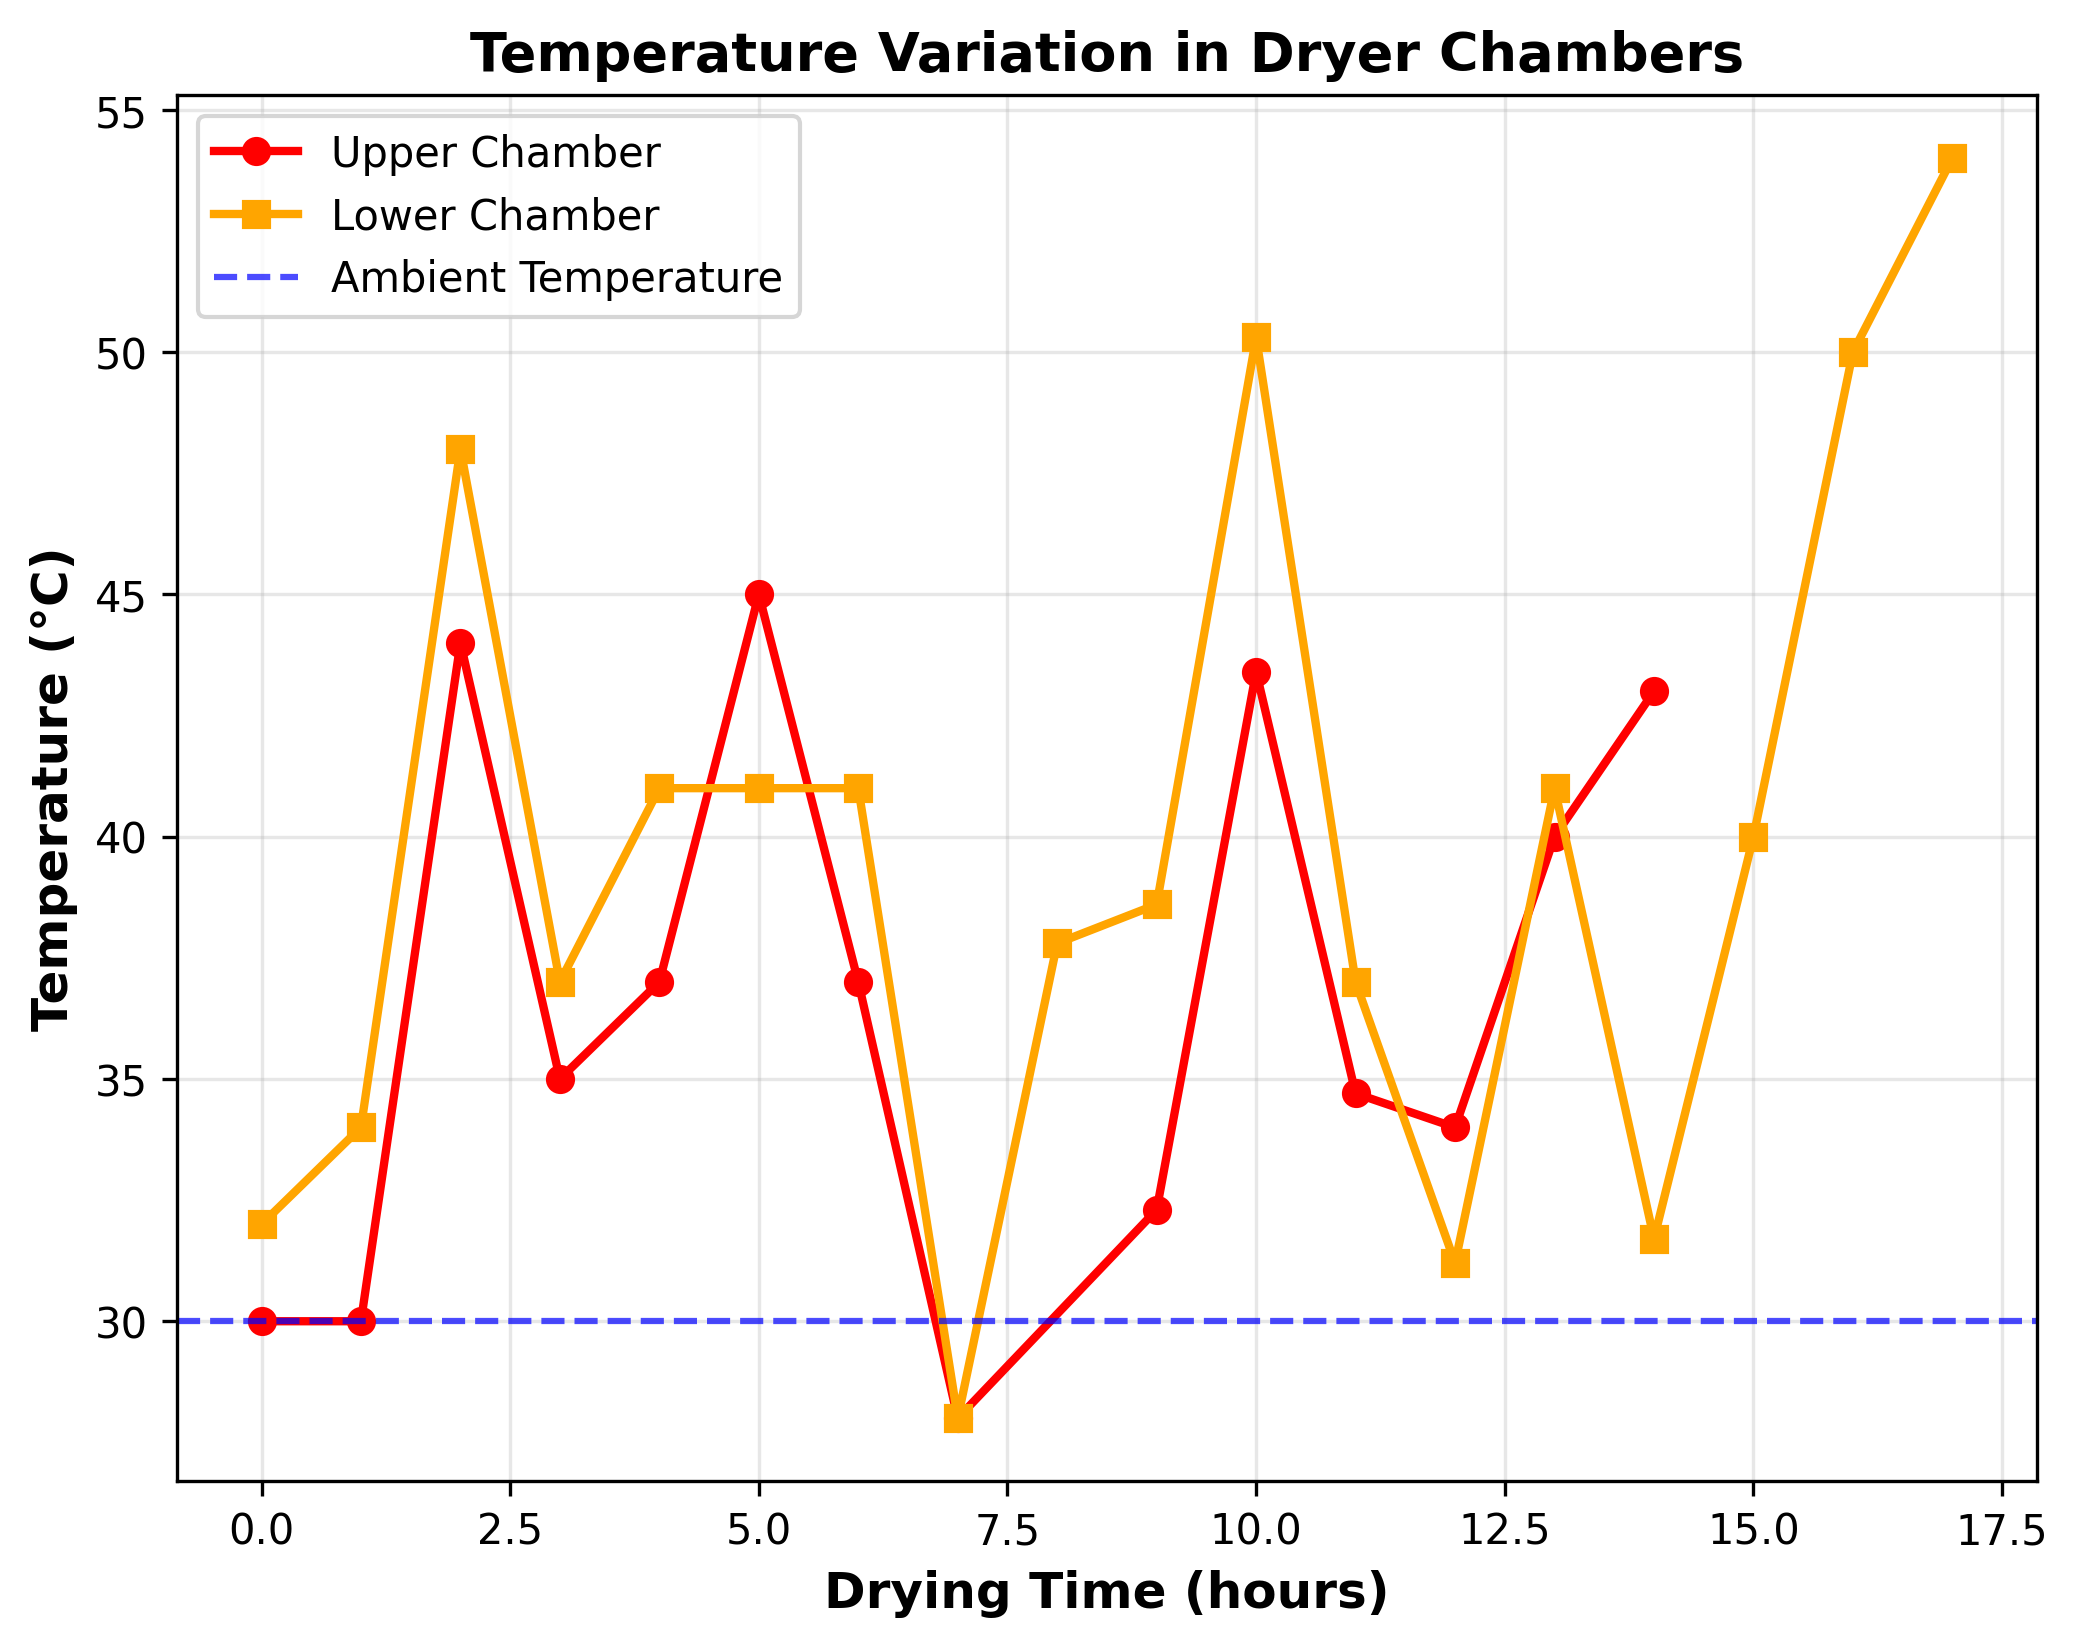 Temperature Variation in Dryer Chambers
Upper Chamber
Lower Chamber
Ambient Temperature
Temperature (°C)
55
50
45
40
35
30
0.0 2.5 5.0 7.5 10.0 12.5 15.0 17.5
Drying Time (hours)